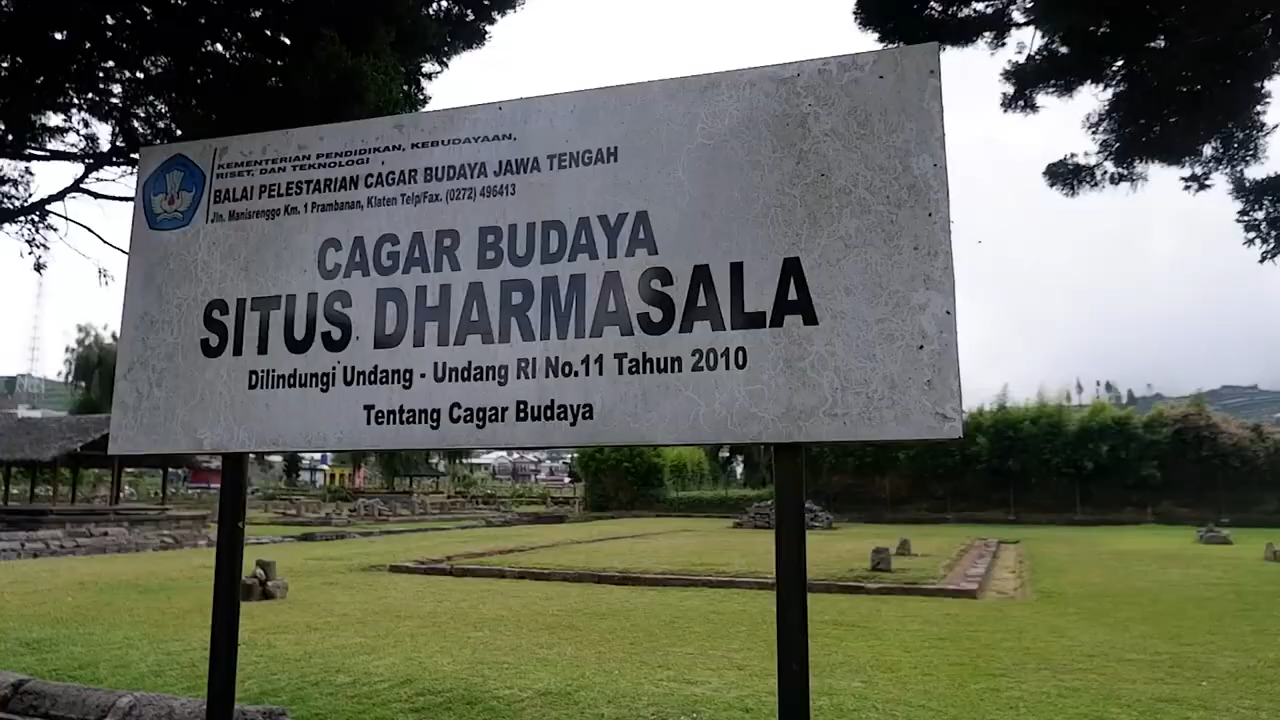 KEMENTERIAN PENDIDIKAN, KEBUDAYAAN,
RISET, DAN TEKNOLOGI
BALAI PELESTARIAN CAGAR BUDAYA JAWA TENGAH
Jln. Manisrenggo Km. 1 Prambanan, Klaten Telp/Fax. (0272) 496413
CAGAR BUDAYA
SITUS DHARMASALA
Dilindungi Undang - Undang RI No.11 Tahun 2010
Tentang Cagar Budaya